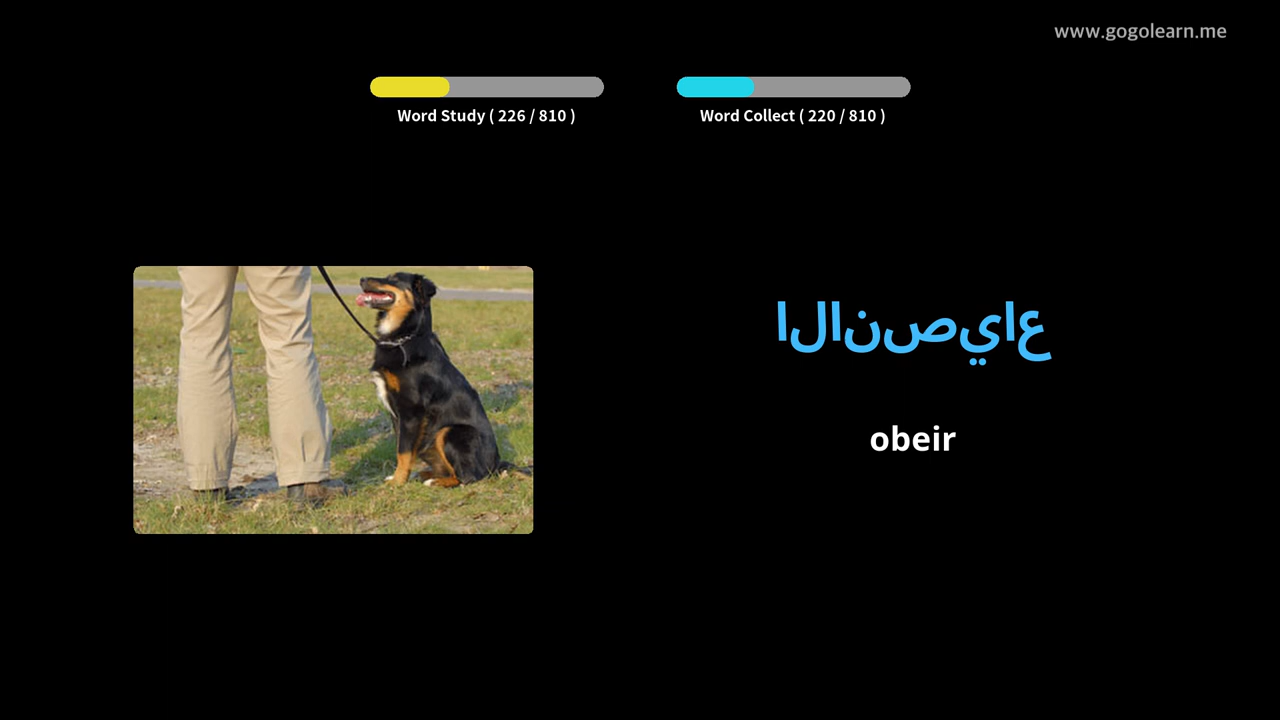 www.gogolearn.me
Word Study ( 226 / 810 )
Word Collect ( 220 / 810 )
الانصياع
obeir